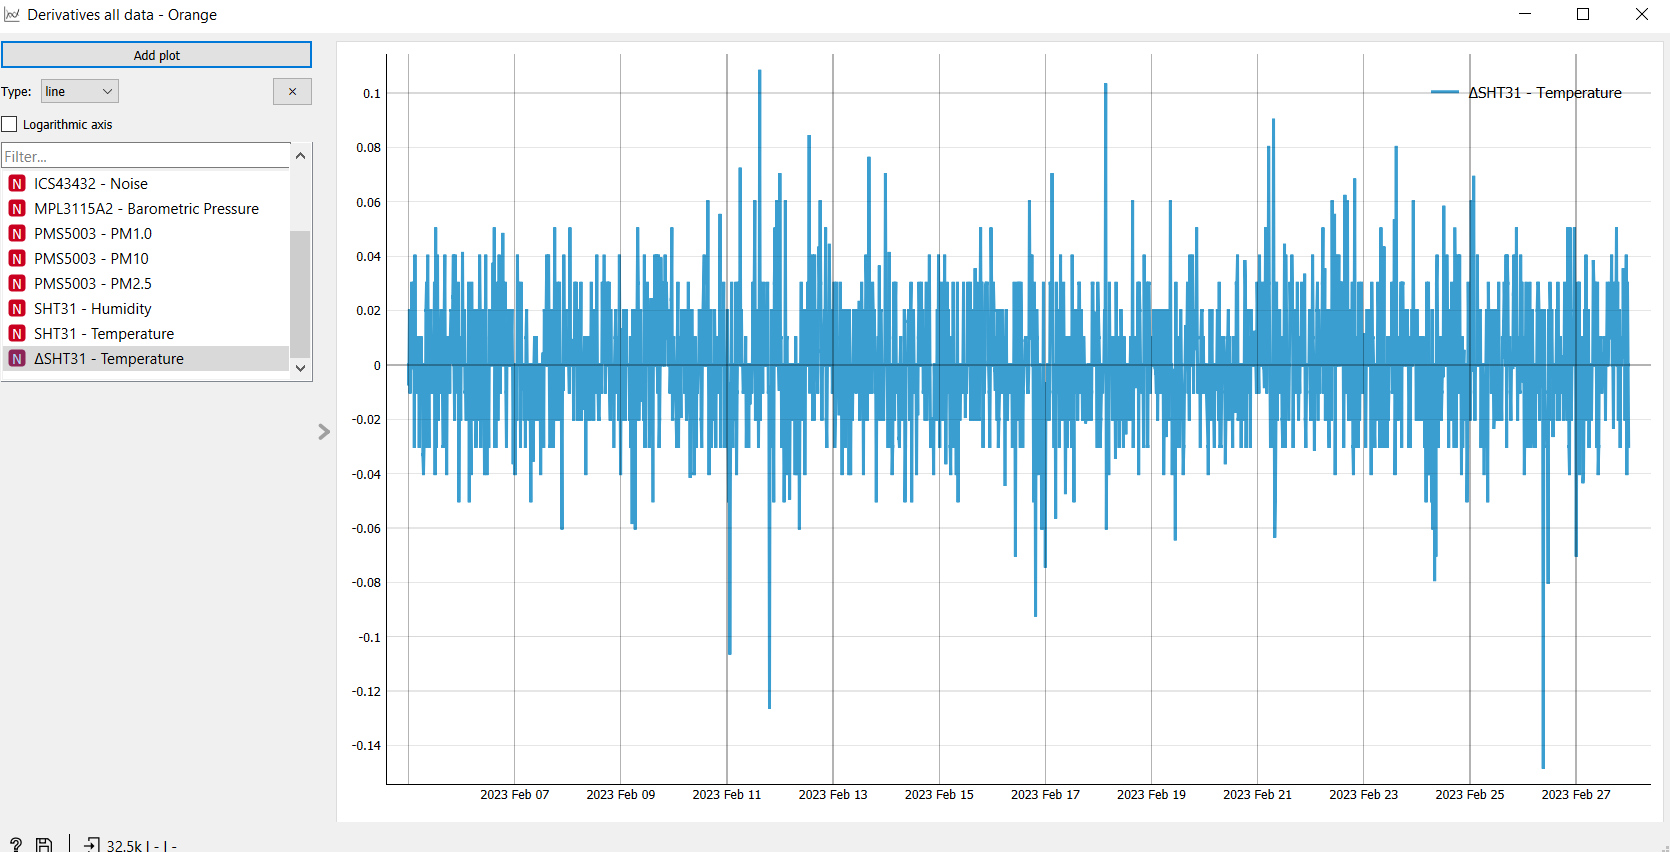 Derivatives all data - Orange
Add plot
Type: line
Logarithmic axis
Filter...
N ICS43432 - Noise
N MPL3115A2 - Barometric Pressure
N PMS5003 - PM1.0
N PMS5003 - PM10
N PMS5003 - PM2.5
N SHT31 - Humidity
N SHT31 - Temperature
N ΔSHT31 - Temperature
ΔSHT31 - Temperature
0.1
0.08
0.06
0.04
0.02
0
-0.02
-0.04
-0.06
-0.08
-0.1
-0.12
-0.14
2023 Feb 07 2023 Feb 09 2023 Feb 11 2023 Feb 13 2023 Feb 15 2023 Feb 17 2023 Feb 19 2023 Feb 21 2023 Feb 23 2023 Feb 25 2023 Feb 27
? 32.5k | - | -